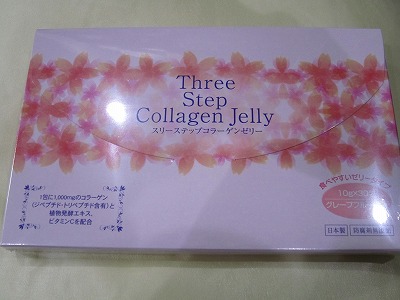 Three
Step
Collagen Jelly
スリーステップコラーゲンゼリー
1包に1,000mgのコラーゲン
(ジペプチド・トリペプチド含有)と
植物発酵エキス、
ビタミンCを配合
食べやすいゼリータイプ
10g×30
グレープフルーツ
日本製
防腐剤無添加